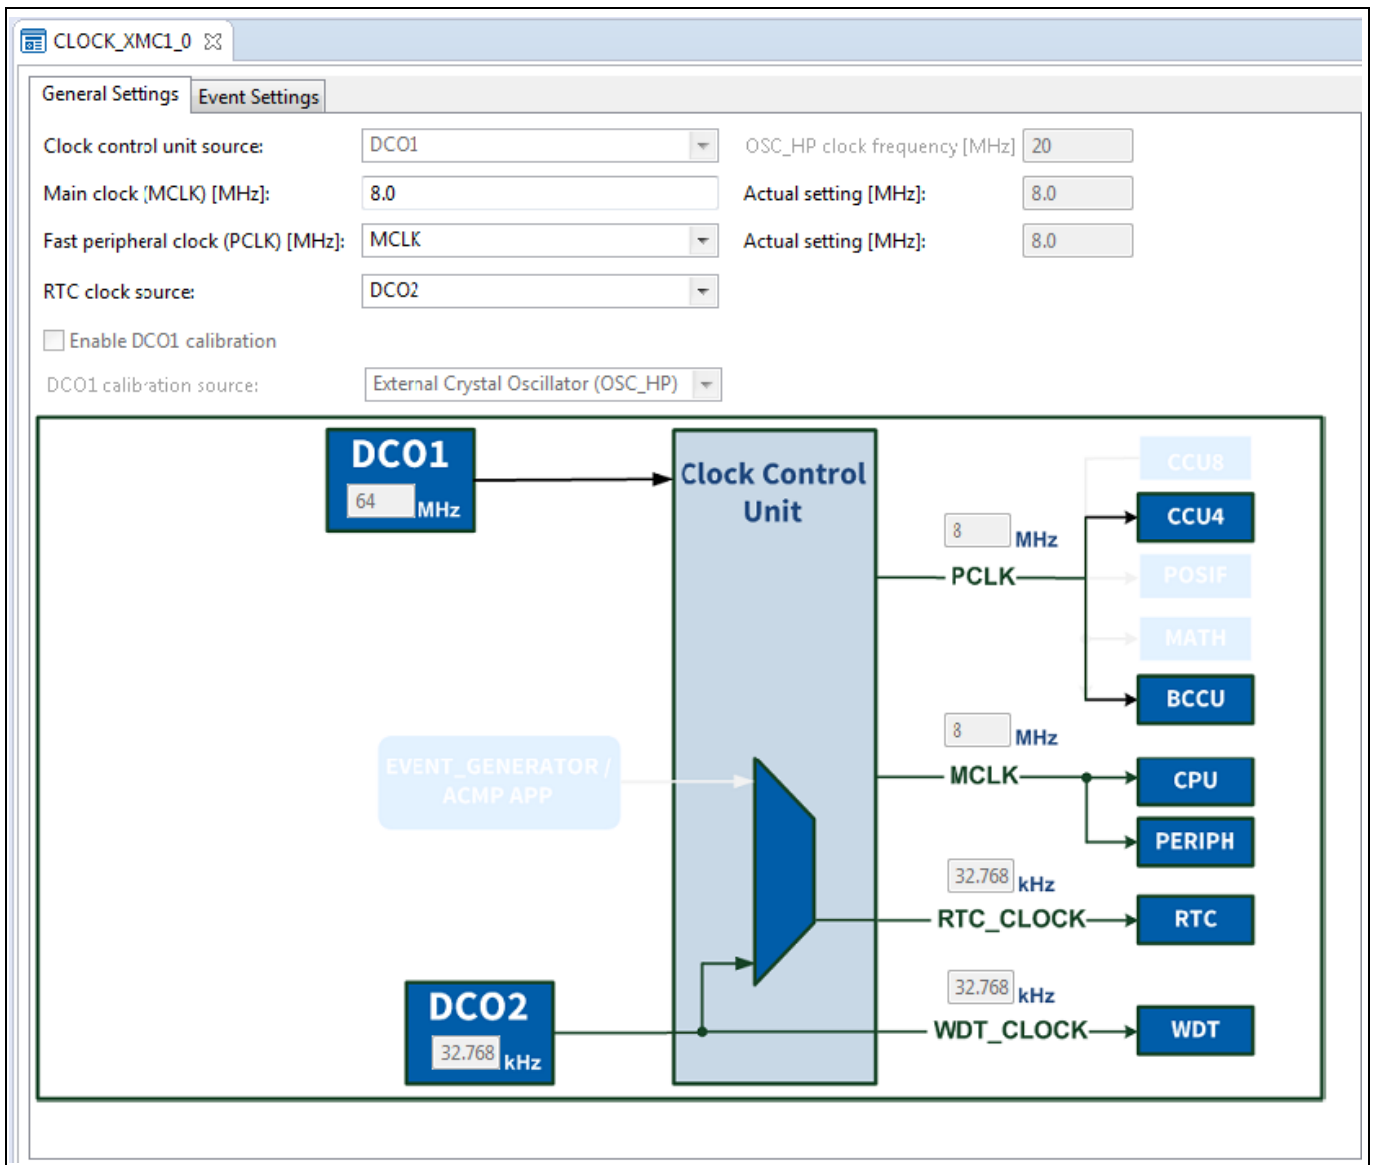 CLOCK_XMC1_0
General Settings
Event Settings
Clock control unit source:
DCO1
OSC_HP clock frequency [MHz]
20
Main clock (MCLK) [MHz]:
8.0
Actual setting [MHz]:
8.0
Fast peripheral clock (PCLK) [MHz]:
MCLK
Actual setting [MHz]:
8.0
RTC clock source:
DCO2
Enable DCO1 calibration
DCO1 calibration source:
External Crystal Oscillator (OSC_HP)
DCO1
64
MHz
Clock Control
Unit
8
MHz
PCLK
CCU8
CCU4
POSIF
MATH
BCCU
EVENT_GENERATOR /
ACMP APP
8
MHz
MCLK
CPU
PERIPH
32.768
kHz
RTC_CLOCK
RTC
DCO2
32.768
kHz
32.768
kHz
WDT_CLOCK
WDT